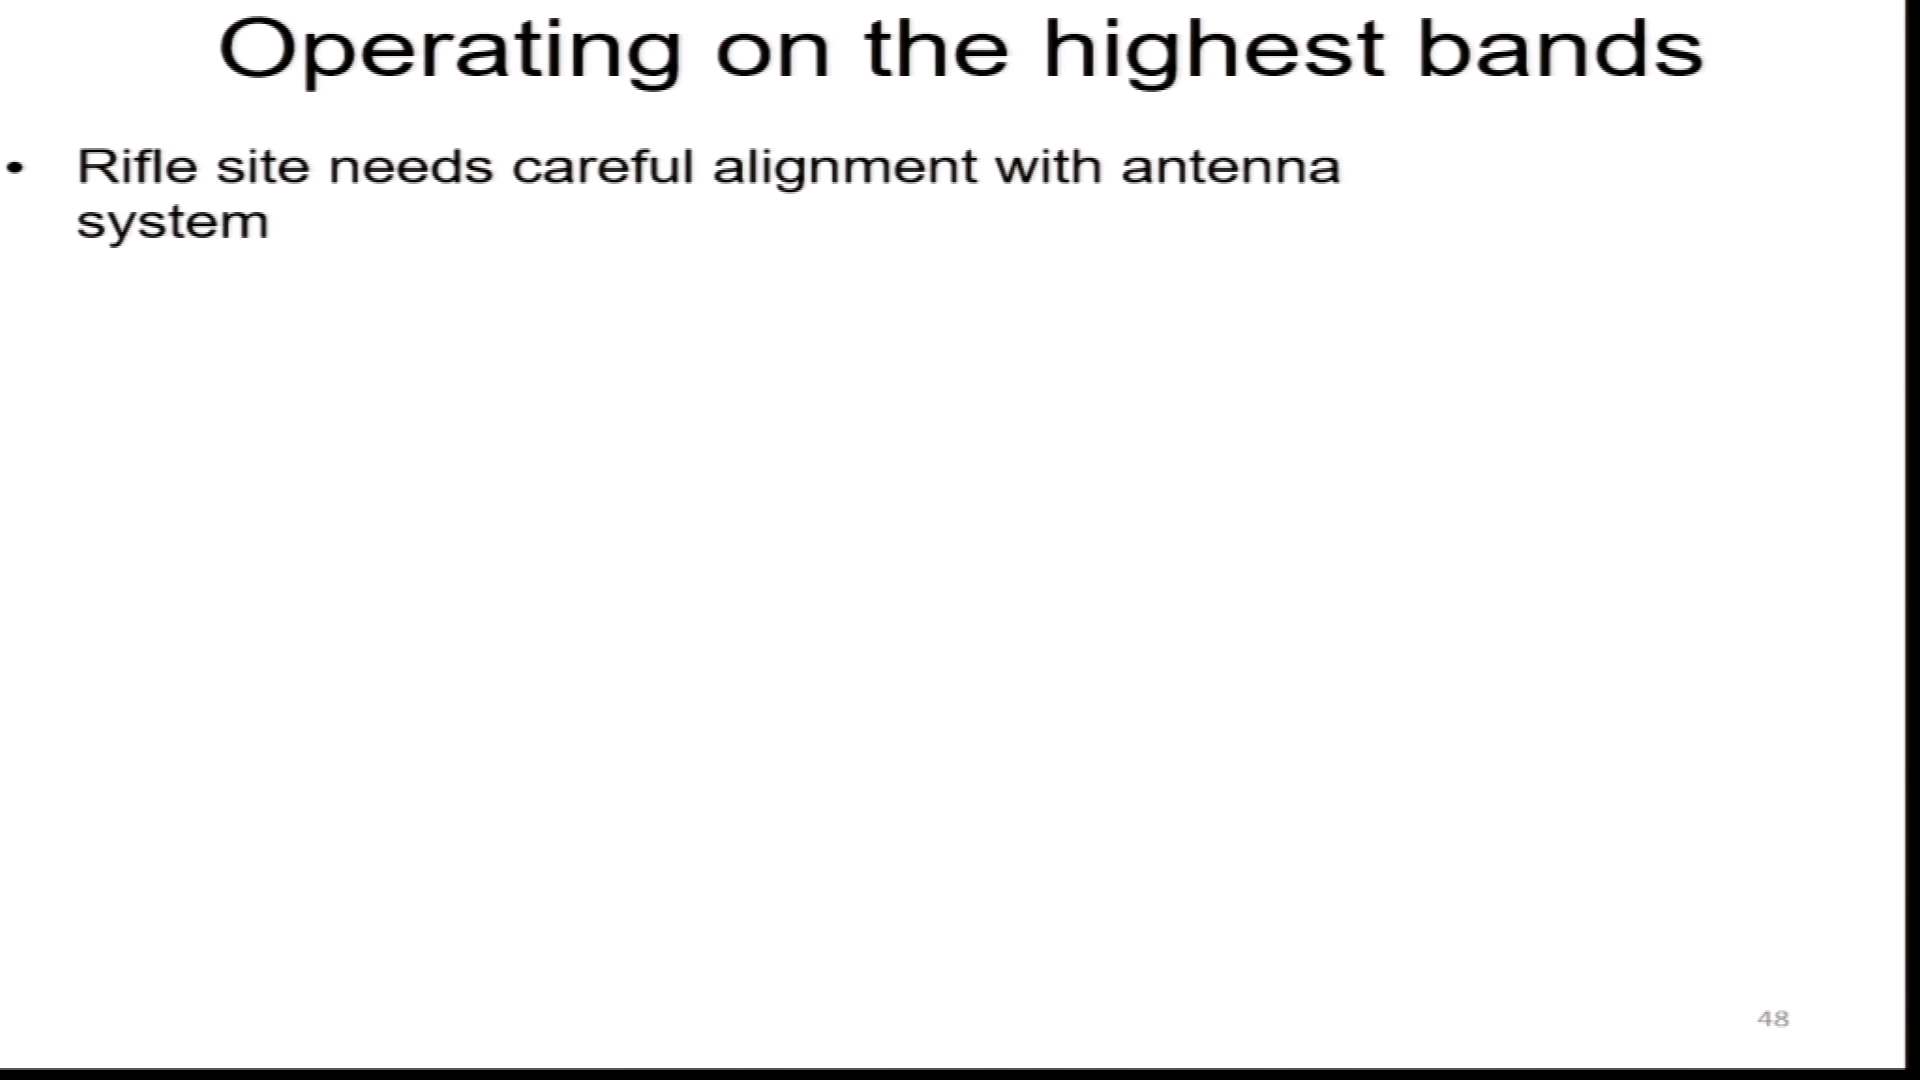 Operating on the highest bands
• Rifle site needs careful alignment with antenna
system
48